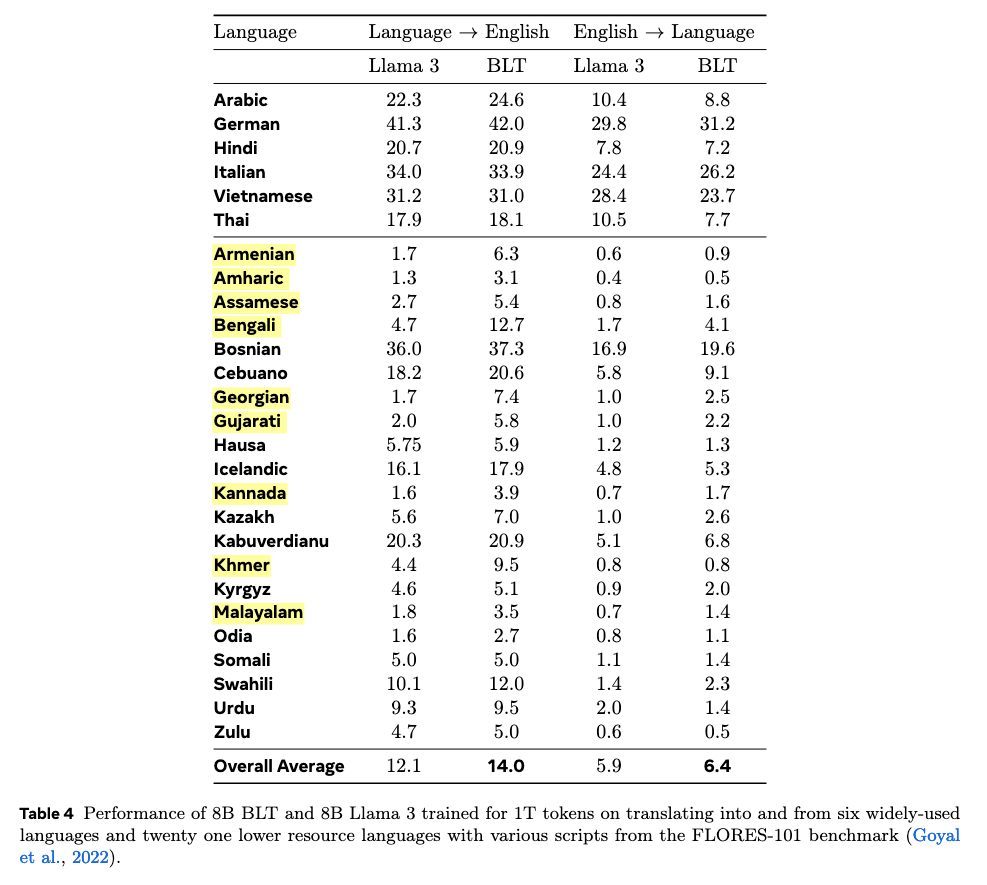 Language Language → English English → Language
Llama 3 BLT Llama 3 BLT
Arabic 22.3 24.6 10.4 8.8
German 41.3 42.0 29.8 31.2
Hindi 20.7 20.9 7.8 7.2
Italian 34.0 33.9 24.4 26.2
Vietnamese 31.2 31.0 28.4 23.7
Thai 17.9 18.1 10.5 7.7
Armenian 1.7 6.3 0.6 0.9
Amharic 1.3 3.1 0.4 0.5
Assamese 2.7 5.4 0.8 1.6
Bengali 4.7 12.7 1.7 4.1
Bosnian 36.0 37.3 16.9 19.6
Cebuano 18.2 20.6 5.8 9.1
Georgian 1.7 7.4 1.0 2.5
Gujarati 2.0 5.8 1.0 2.2
Hausa 5.75 5.9 1.2 1.3
Icelandic 16.1 17.9 4.8 5.3
Kannada 1.6 3.9 0.7 1.7
Kazakh 5.6 7.0 1.0 2.6
Kabuverdianu 20.3 20.9 5.1 6.8
Khmer 4.4 9.5 0.8 0.8
Kyrgyz 4.6 5.1 0.9 2.0
Malayalam 1.8 3.5 0.7 1.4
Odia 1.6 2.7 0.8 1.1
Somali 5.0 5.0 1.1 1.4
Swahili 10.1 12.0 1.4 2.3
Urdu 9.3 9.5 2.0 1.4
Zulu 4.7 5.0 0.6 0.5
Overall Average 12.1 14.0 5.9 6.4
Table 4 Performance of 8B BLT and 8B Llama 3 trained for 1T tokens on translating into and from six widely-used
languages and twenty one lower resource languages with various scripts from the FLORES-101 benchmark (Goyal
et al., 2022).